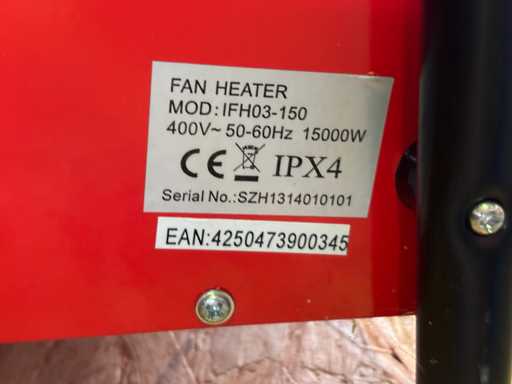 FAN HEATER
MOD:IFH03-150
400V~ 50-60Hz 15000W
CE IPX4
Serial No.:SZH1314010101
EAN:4250473900345